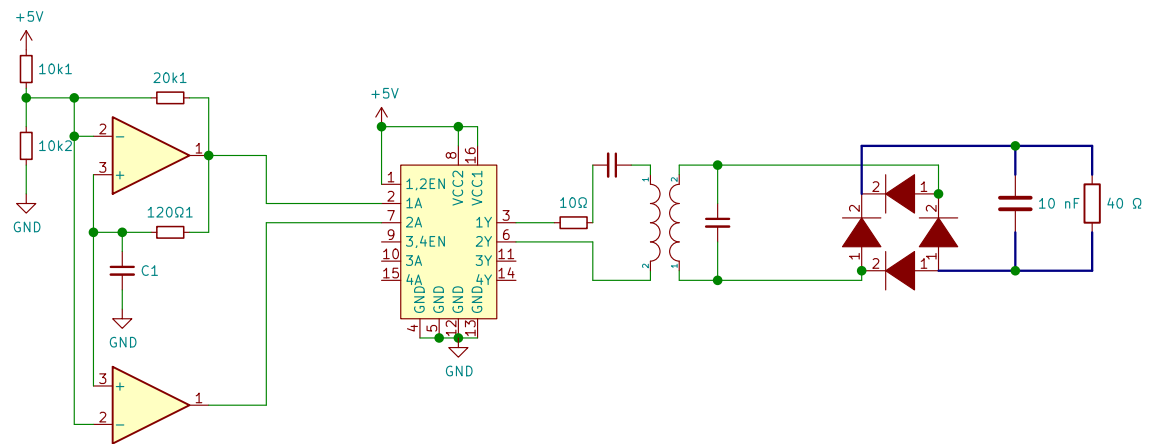 +5V
10k1
20k1
10k2
2
−
1
3
+
GND
120Ω1
C1
GND
3
+
1
2
−
+5V
8
16
VCC2
VCC1
1
1,2EN
2
1A
7
2A
9
3,4EN
10
3A
15
4A
1Y
3
2Y
6
3Y
11
4Y
14
GND
GND
GND
GND
4
5
12
13
GND
10Ω
1
2
2
1
2
1
2
1
2
1
2
1
10 nF
40 Ω